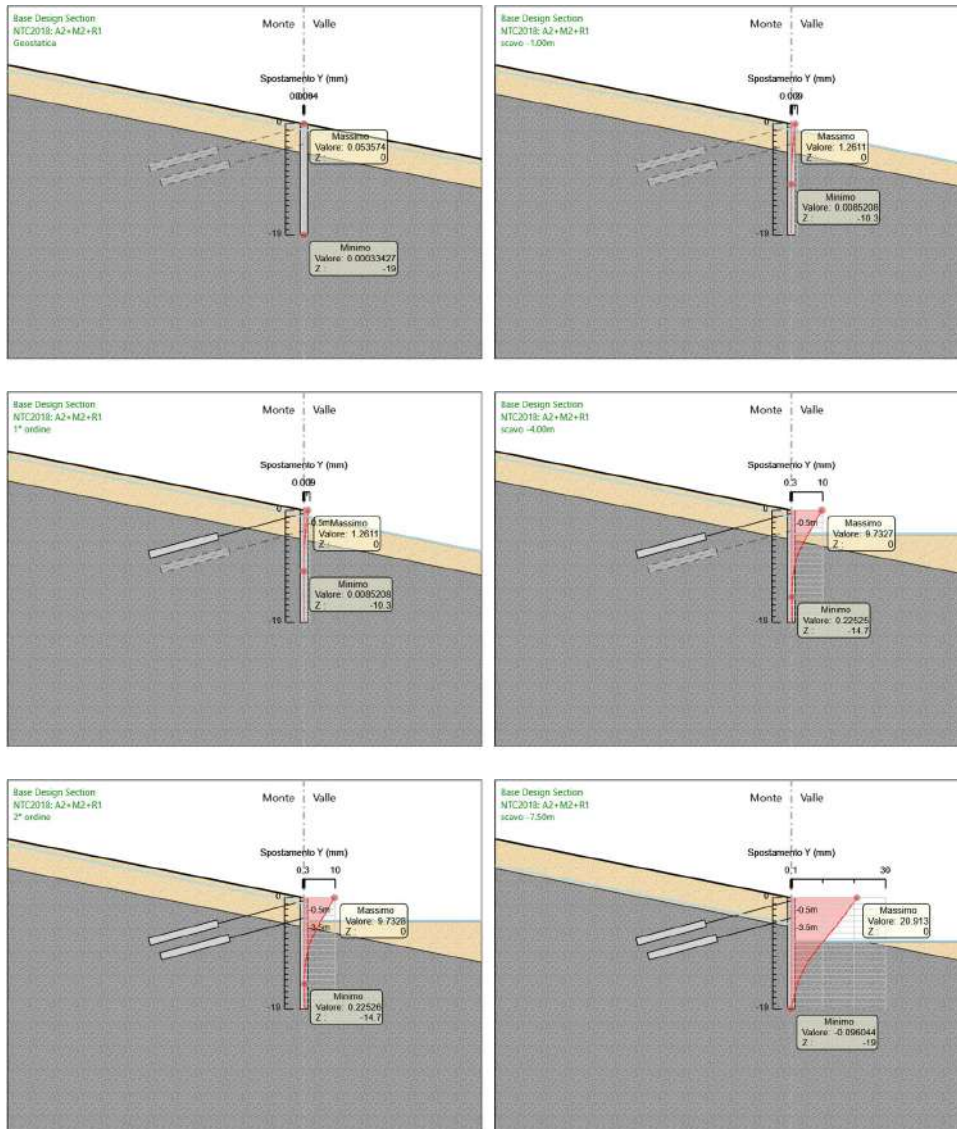 Base Design Section
NTC2018: A2+M2+R1
Geostatica
Monte Valle
Spostamento Y (mm)
0
Massimo
Valore: 0.053574
Z : 0
-19
Minimo
Valore: 0.00033427
Z : -19
Base Design Section
NTC2018: A2+M2+R1
scavo -1.00m
Monte Valle
Spostamento Y (mm)
0
Massimo
Valore: 1.2611
Z : 0
Minimo
Valore: 0.0085208
Z : -10.3
-19
Base Design Section
NTC2018: A2+M2+R1
1° ordine
Monte Valle
Spostamento Y (mm)
0
-0.5m
Massimo
Valore: 1.2611
Z : 0
Minimo
Valore: 0.0085208
Z : -10.3
-19
Base Design Section
NTC2018: A2+M2+R1
scavo -4.00m
Monte Valle
Spostamento Y (mm)
0.3 10
0
-0.5m
Massimo
Valore: 9.7327
Z : 0
Minimo
Valore: 0.22525
Z : -14.7
-19
Base Design Section
NTC2018: A2+M2+R1
2° ordine
Monte Valle
Spostamento Y (mm)
0.3 10
0
-0.5m
-3.5m
Massimo
Valore: 9.7328
Z : 0
Minimo
Valore: 0.22526
Z : -14.7
-19
Base Design Section
NTC2018: A2+M2+R1
scavo -7.50m
Monte Valle
Spostamento Y (mm)
0.1 30
0
-0.5m
-3.5m
Massimo
Valore: 20.913
Z : 0
-19
Minimo
Valore: -0.096044
Z : -19